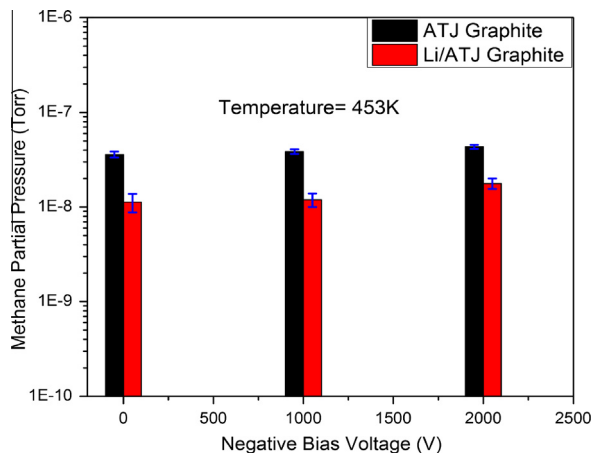 1E-6
ATJ Graphite
Li/ATJ Graphite
1E-7
Temperature= 453K
Methane Partial Pressure (Torr)
1E-8
1E-9
1E-10
0 500 1000 1500 2000 2500
Negative Bias Voltage (V)